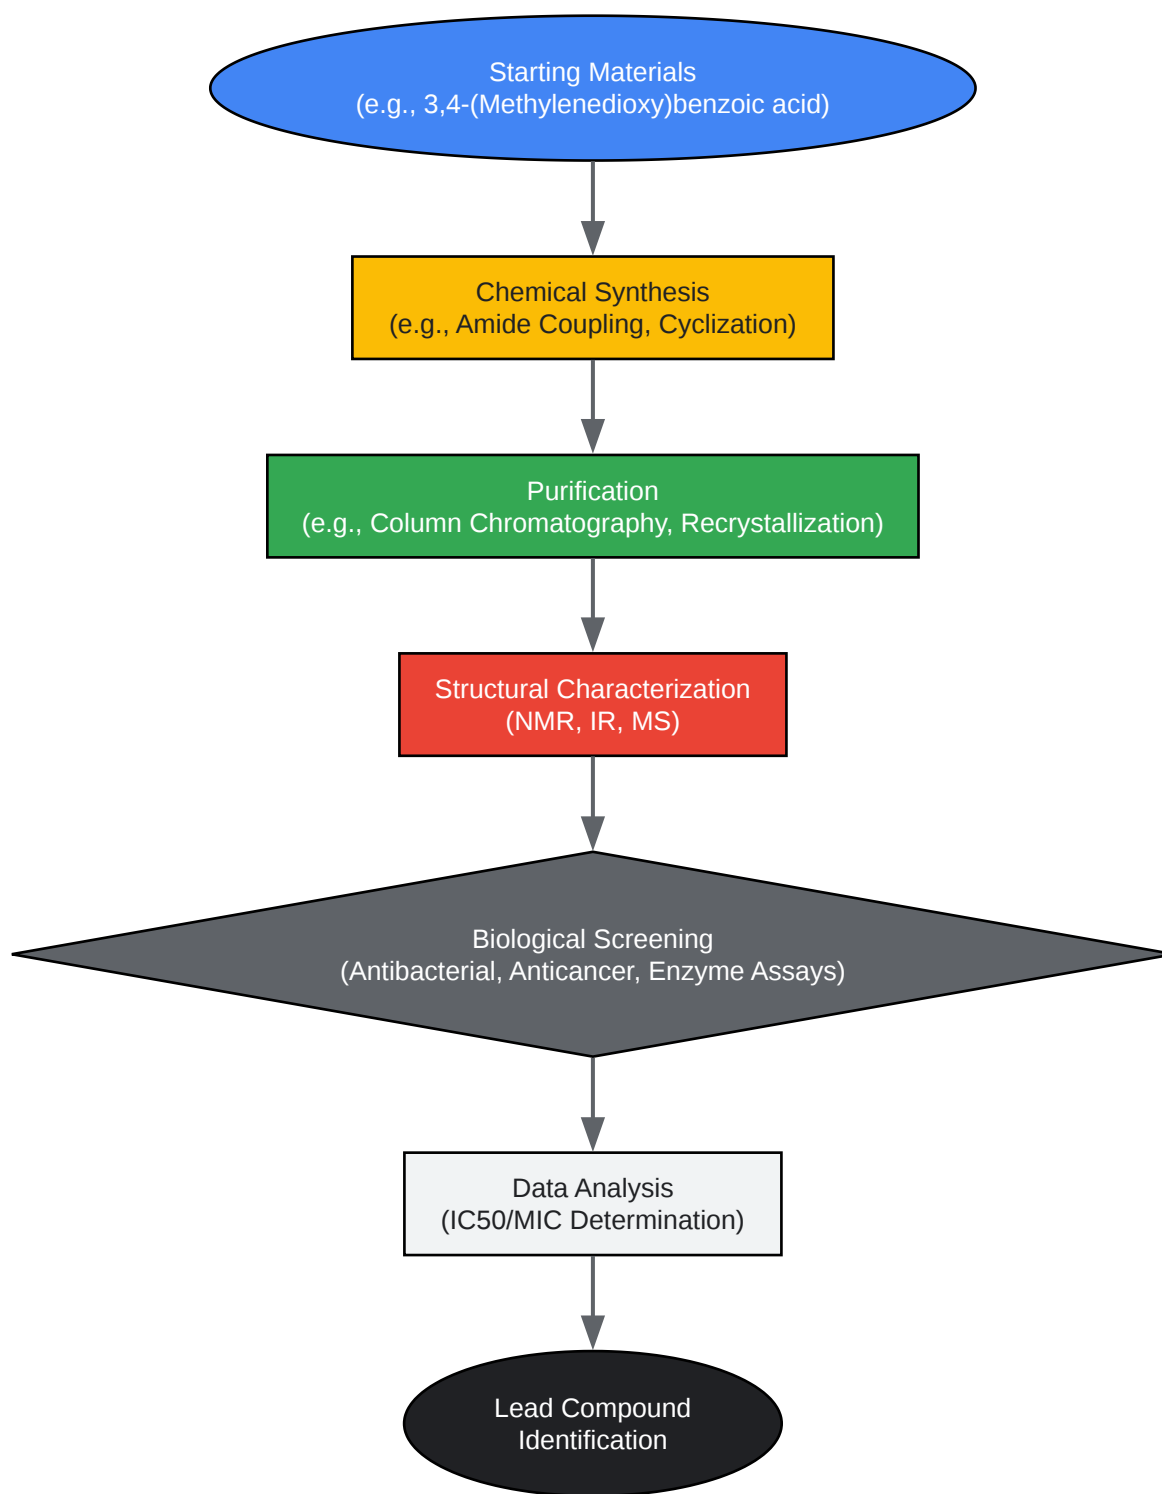 Starting Materials
(e.g., 3,4-(Methylenedioxy)benzoic acid)
Chemical Synthesis
(e.g., Amide Coupling, Cyclization)
Purification
(e.g., Column Chromatography, Recrystallization)
Structural Characterization
(NMR, IR, MS)
Biological Screening
(Antibacterial, Anticancer, Enzyme Assays)
Data Analysis
(IC50/MIC Determination)
Lead Compound
Identification